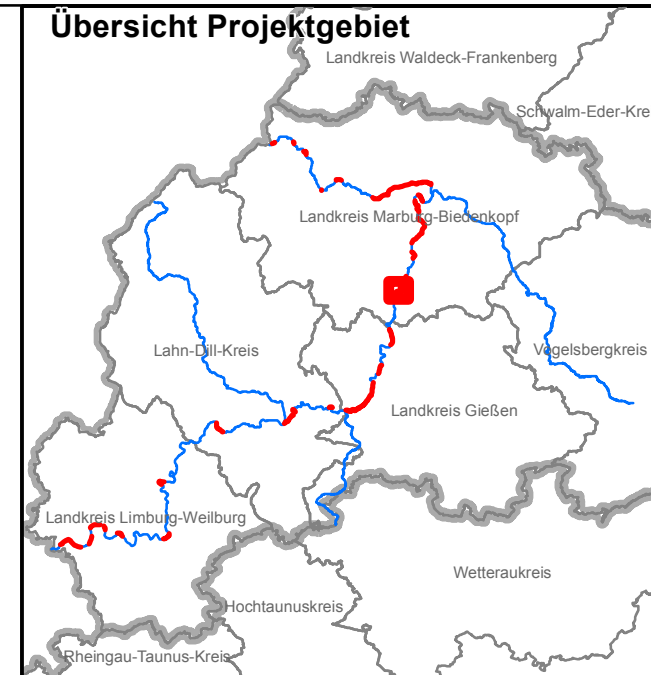 Übersicht Projektgebiet
Landkreis Waldeck-Frankenberg
Schwalm-Eder-Kre
Landkreis Marburg-Biedenkopf
Lahn-Dill-Kreis
Vogelsbergkreis
Landkreis Gießen
Landkreis Limburg-Weilburg
Wetteraukreis
Hochtaunuskreis
Rheingau-Taunus-Kreis